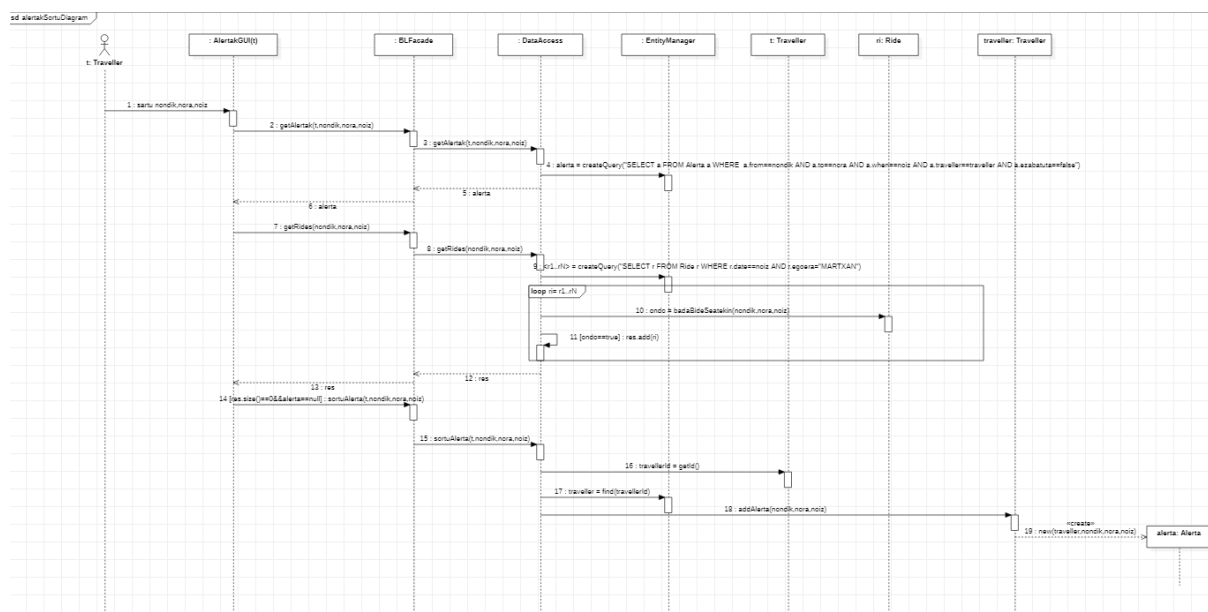 sd alertakSortuDiagram
: AlertakGUI(t)
: BLFacade
: DataAccess
: EntityManager
t: Traveller
ri: Ride
traveller: Traveller
t: Traveller
1 : sartu nondik,nora,noiz
2 : getAlertak(t,nondik,nora,noiz)
3 : getAlertak(t,nondik,nora,noiz)
4 : alerta = createQuery("SELECT a FROM Alerta a WHERE a.from==nondik AND a.to==nora AND a.when==noiz AND a.traveller==traveller AND a.ezabatuta==false")
5 : alerta
6 : alerta
7 : getRides(nondik,nora,noiz)
8 : getRides(nondik,nora,noiz)
9 : <r1..rN> = createQuery("SELECT r FROM Ride r WHERE r.date==noiz AND r.egoera="MARTXAN")
loop ri= r1..rN
10 : ondo = badaBideSeatekin(nondik,nora,noiz)
11 [ondo==true] : res.add(ri)
12 : res
13 : res
14 [res.size()==0&&alerta==null] : sortuAlerta(t,nondik,nora,noiz)
15 : sortuAlerta(t,nondik,nora,noiz)
16 : travellerId = getId()
17 : traveller = find(travellerId)
18 : addAlerta(nondik,nora,noiz)
«create»
19 : new(traveller,nondik,nora,noiz)
alerta: Alerta